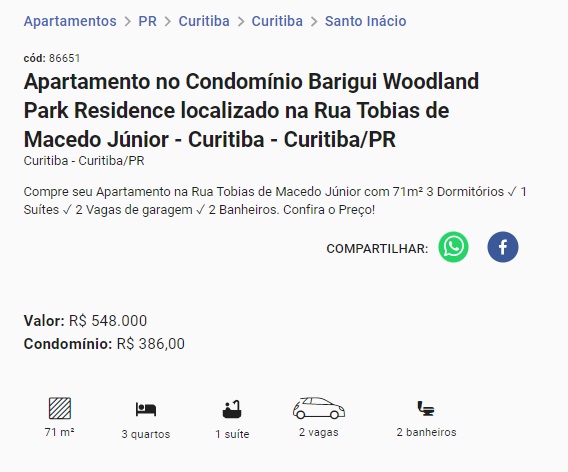 Apartamentos > PR > Curitiba > Curitiba > Santo Inácio
cód: 86651
Apartamento no Condomínio Barigui Woodland
Park Residence localizado na Rua Tobias de
Macedo Júnior - Curitiba - Curitiba/PR
Curitiba - Curitiba/PR
Compre seu Apartamento na Rua Tobias de Macedo Júnior com 71m² 3 Dormitórios ✓ 1
Suítes ✓ 2 Vagas de garagem ✓ 2 Banheiros. Confira o Preço!
COMPARTILHAR:
Valor: R$ 548.000
Condomínio: R$ 386,00
71 m² 3 quartos 1 suíte 2 vagas 2 banheiros